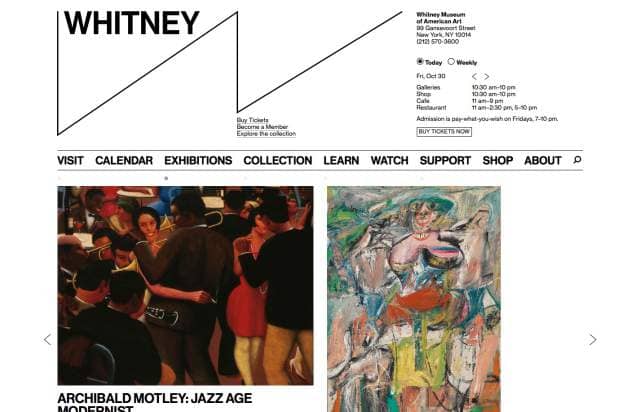 WHITNEY
Whitney Museum
of American Art
99 Gansevoort Street
New York, NY 10014
(212) 570-3600
Today Weekly
Fri, Oct 30
Galleries 10:30 am–10 pm
Shop 10:30 am–10 pm
Cafe 11 am–9 pm
Restaurant 11 am–2:30 pm, 5–10 pm
Admission is pay-what-you-wish on Fridays, 7–10 pm.
BUY TICKETS NOW
Buy Tickets
Become a Member
Explore the collection
VISIT CALENDAR EXHIBITIONS COLLECTION LEARN WATCH SUPPORT SHOP ABOUT
ARCHIBALD MOTLEY: JAZZ AGE
MODERNIST